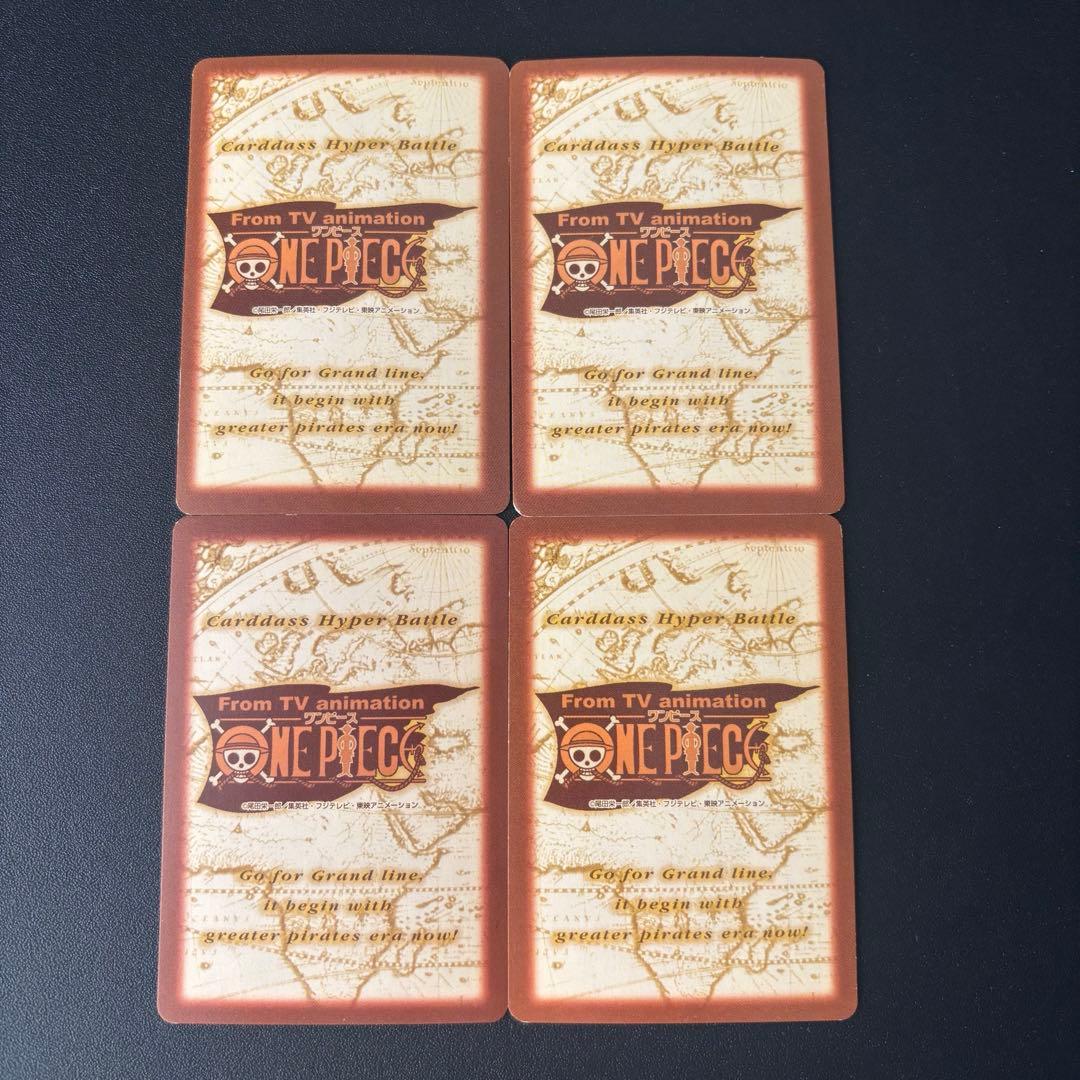 Septentrio
Carddass Hyper Battle
From TV animation
ワンピース
ONE PIECE
©尾田栄一郎／集英社・フジテレビ・東映アニメーション
Go for Grand line,
it begin with
greater pirates era now!
Septentrio
Carddass Hyper Battle
From TV animation
ワンピース
ONE PIECE
©尾田栄一郎／集英社・フジテレビ・東映アニメーション
Go for Grand line,
it begin with
greater pirates era now!
Septentrio
Carddass Hyper Battle
From TV animation
ワンピース
ONE PIECE
©尾田栄一郎／集英社・フジテレビ・東映アニメーション
Go for Grand line,
it begin with
greater pirates era now!
Septentrio
Carddass Hyper Battle
From TV animation
ワンピース
ONE PIECE
©尾田栄一郎／集英社・フジテレビ・東映アニメーション
Go for Grand line,
it begin with
greater pirates era now!